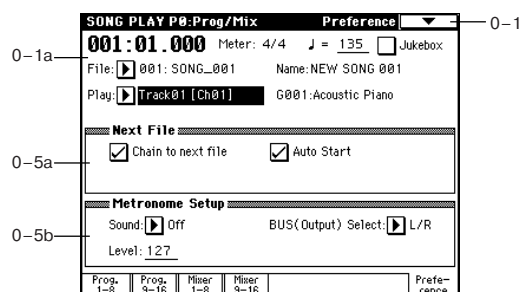 SONG PLAY P0:Prog/Mix Preference
0-1
001:01.000 Meter: 4/4 ♩= 135 Jukebox
0-1a
File: 001: SONG_001 Name:NEW SONG 001
Play: Track01 [Ch01] G001:Acoustic Piano
Next File
Chain to next file Auto Start
0-5a
Metronome Setup
Sound: Off BUS(Output) Select: L/R
0-5b
Level: 127
Prog. 1-8 Prog. 9-16 Mixer 1-8 Mixer 9-16 Prefe-rence